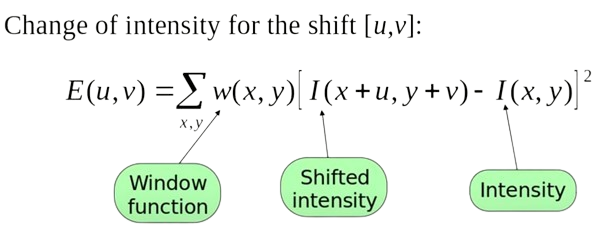 Change of intensity for the shift [u,v]:
E(u, v) = ∑ w(x, y)[ I(x+u, y+v) - I(x, y)]²
x, y
Window
function
Shifted
intensity
Intensity